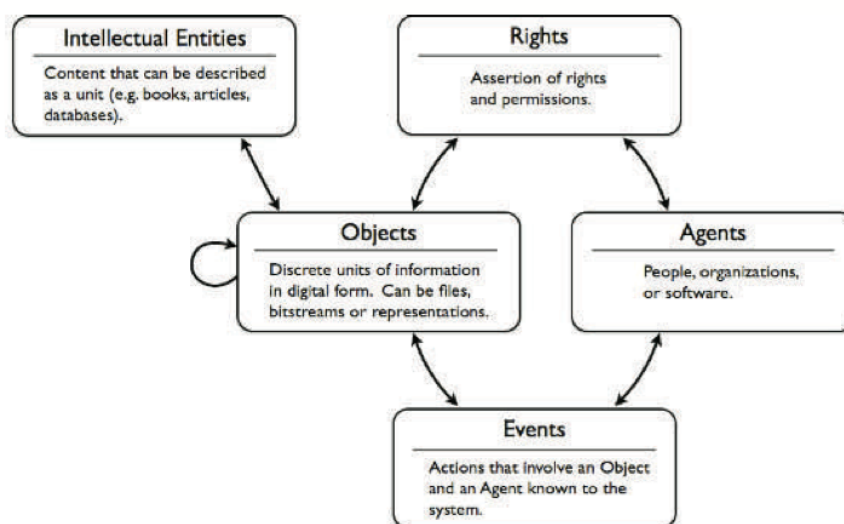 Intellectual Entities
Content that can be described
as a unit (e.g. books, articles,
databases).
Rights
Assertion of rights
and permissions.
Objects
Discrete units of information
in digital form. Can be files,
bitstreams or representations.
Agents
People, organizations,
or software.
Events
Actions that involve an Object
and an Agent known to the
system.